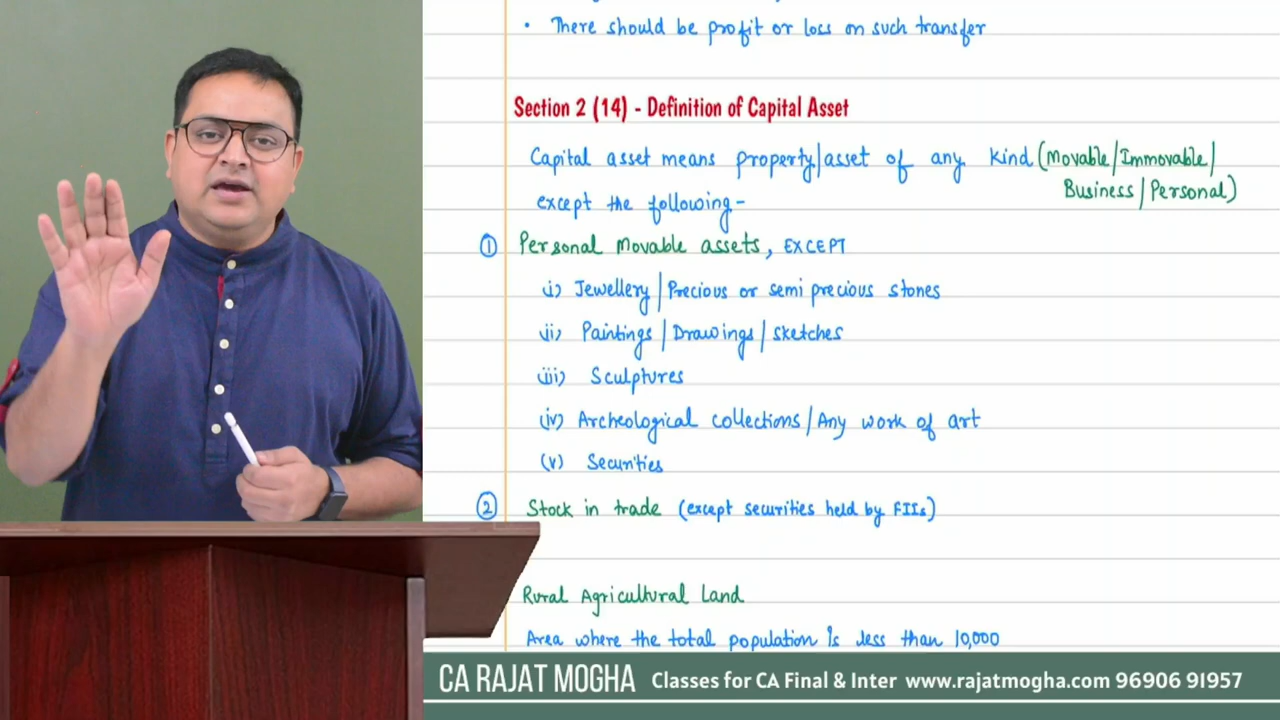 • There should be profit or loss on such transfer
Section 2 (14) - Definition of Capital Asset
Capital asset means property/asset of any kind (Movable/Immovable/
Business/Personal)
except the following-
① Personal Movable assets, EXCEPT
i) Jewellery/Precious or semi precious stones
ii) Paintings/Drawings/sketches
iii) Sculptures
(iv) Archeological collections/Any work of art
(v) Securities
② Stock in trade (except securities held by FIIs)
Rural Agricultural Land
Area where the total population is less than 10,000
CA RAJAT MOGHA Classes for CA Final & Inter www.rajatmogha.com 96906 91957